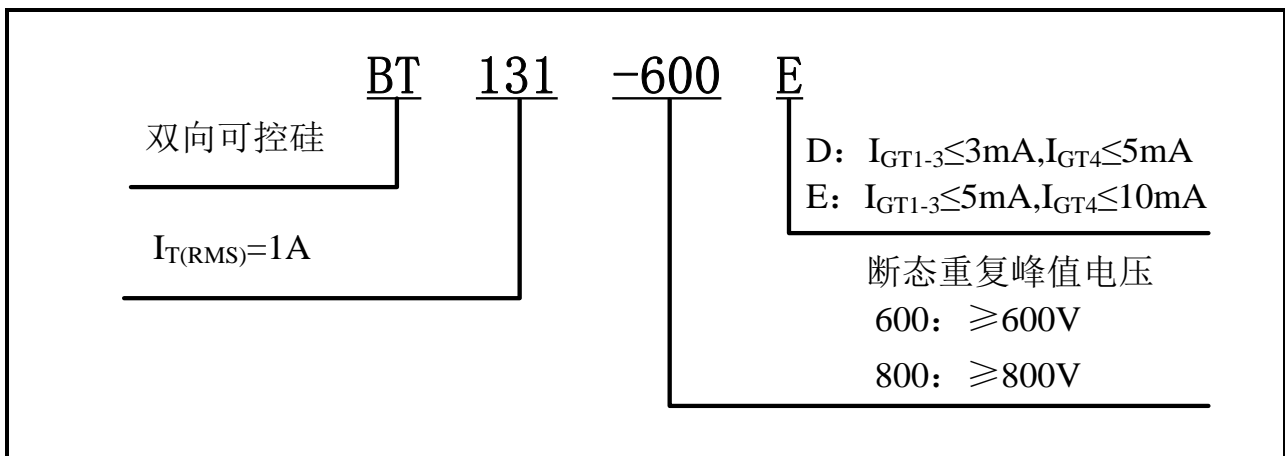 BT 131 -600 E
双向可控硅
D：IGT1-3≤3mA,IGT4≤5mA
E：IGT1-3≤5mA,IGT4≤10mA
IT(RMS)=1A
断态重复峰值电压
600：≥600V
800：≥800V